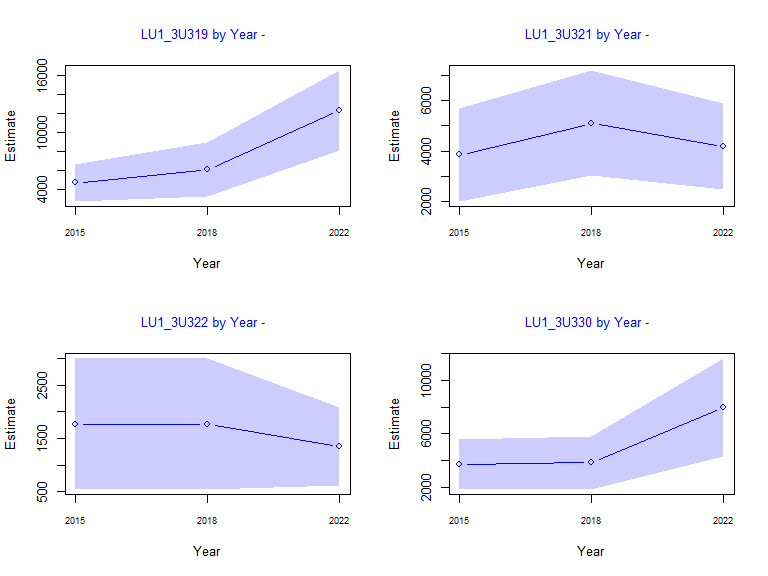 LU1_3U319 by Year -
Estimate
16000
10000
4000
2015 2018 2022
Year
LU1_3U321 by Year -
Estimate
6000
4000
2000
2015 2018 2022
Year
LU1_3U322 by Year -
Estimate
2500
1500
500
2015 2018 2022
Year
LU1_3U330 by Year -
Estimate
10000
6000
2000
2015 2018 2022
Year